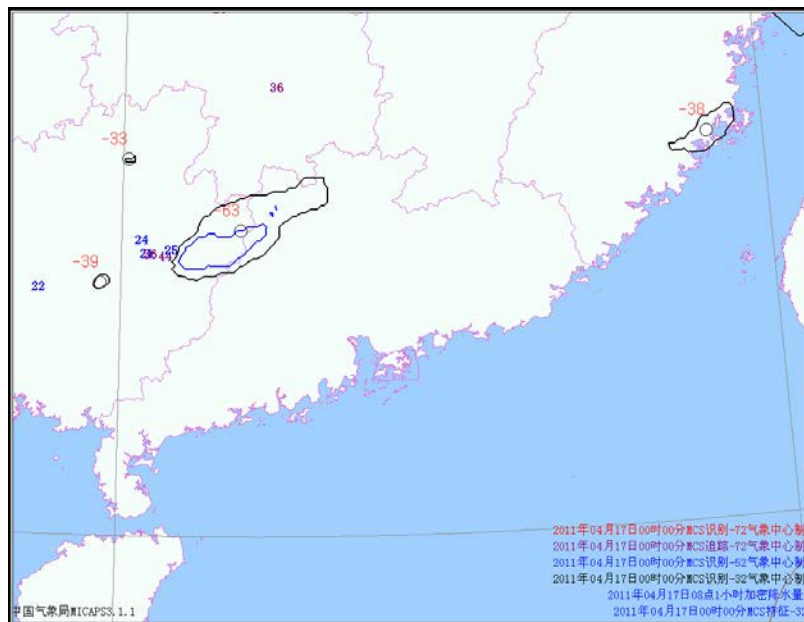 36
-38
-33
-63
24
25
44
-39
22
2011年04月17日00时00分MCS识别-72气象中心制
2011年04月17日00时00分MCS追踪-72气象中心制
2011年04月17日00时00分MCS识别-52气象中心制
2011年04月17日00时00分MCS识别-32气象中心制
2011年04月17日08点1小时加密降水量
中国气象局MICAPS3.1.1
2011年04月17日00时00分MCS特征-32